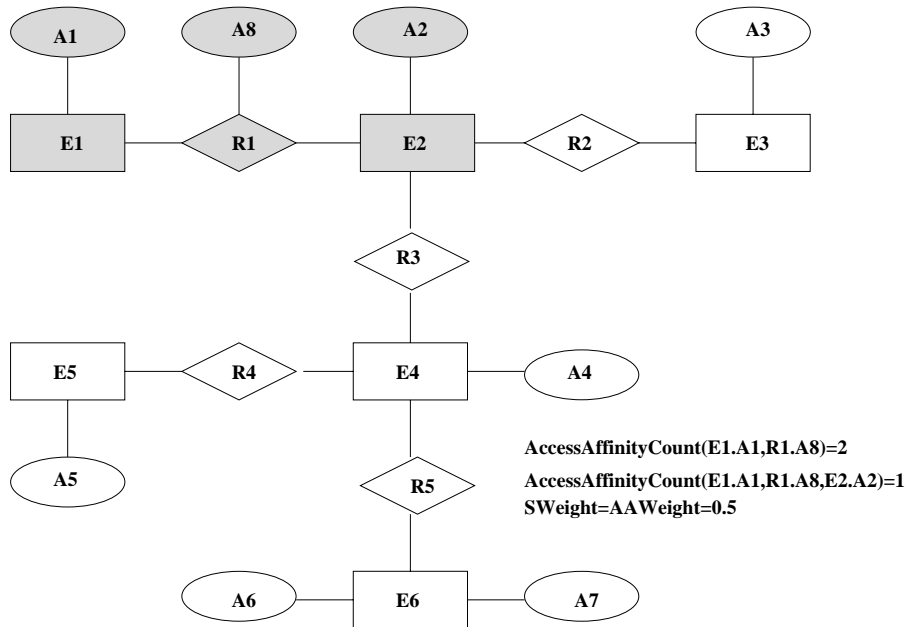 A1
A8
A2
A3
E1
R1
E2
R2
E3
R3
E5
R4
E4
A4
A5
R5
AccessAffinityCount(E1.A1,R1.A8)=2
AccessAffinityCount(E1.A1,R1.A8,E2.A2)=1
SWeight=AAWeight=0.5
A6
E6
A7